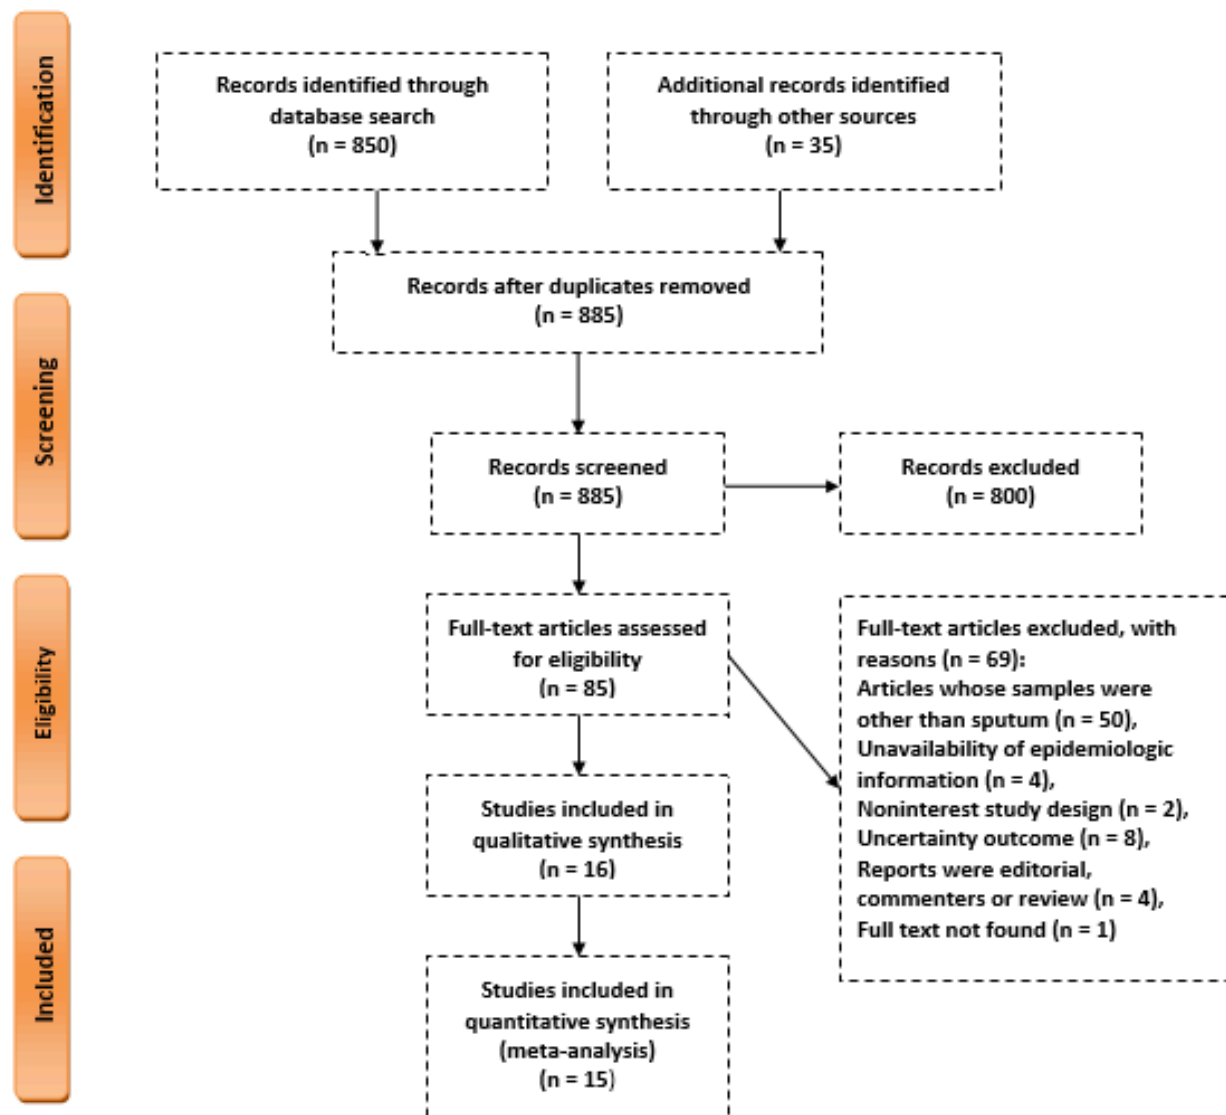 Identification
Records identified through
database search
(n = 850)
Additional records identified
through other sources
(n = 35)
Records after duplicates removed
(n = 885)
Screening
Records screened
(n = 885)
Records excluded
(n = 800)
Eligibility
Full-text articles assessed
for eligibility
(n = 85)
Full-text articles excluded, with
reasons (n = 69):
Articles whose samples were
other than sputum (n = 50),
Unavailability of epidemiologic
information (n = 4),
Noninterest study design (n = 2),
Uncertainty outcome (n = 8),
Reports were editorial,
commenters or review (n = 4),
Full text not found (n = 1)
Studies included in
qualitative synthesis
(n = 16)
Included
Studies included in
quantitative synthesis
(meta-analysis)
(n = 15)